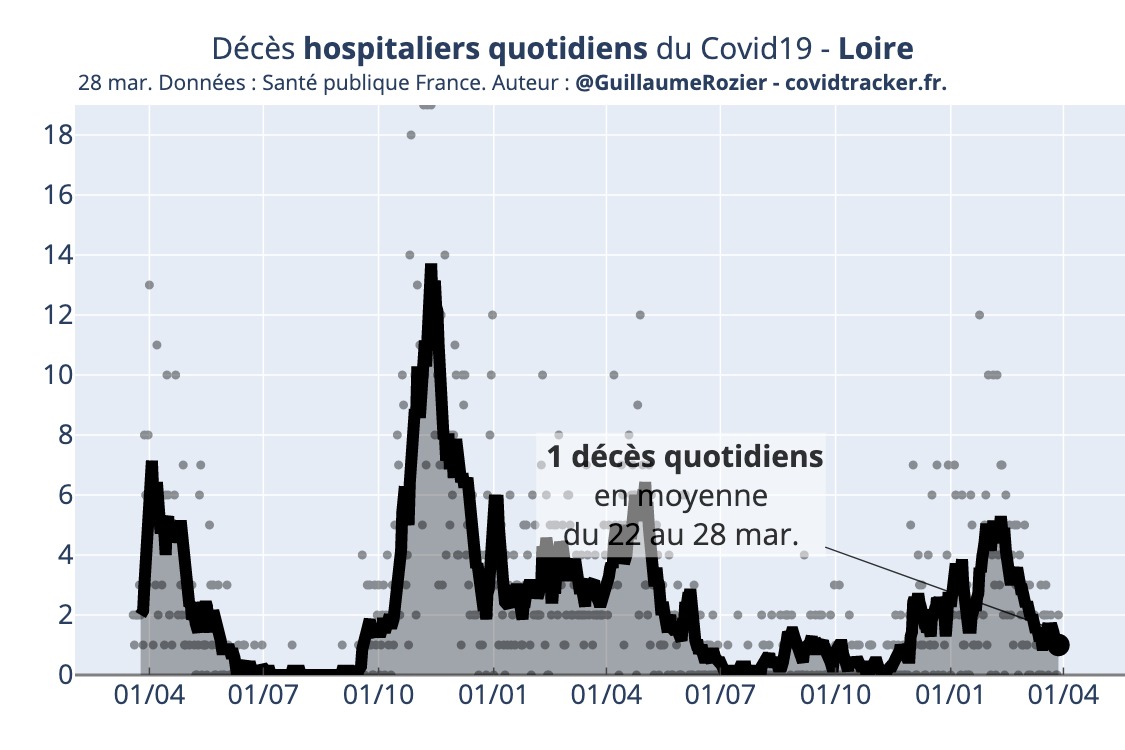 Décès hospitaliers quotidiens du Covid19 - Loire
28 mar. Données : Santé publique France. Auteur : @GuillaumeRozier - covidtracker.fr.
18
16
14
12
10
8
1 décès quotidiens
6
en moyenne
du 22 au 28 mar.
4
2
0
01/04 01/07 01/10 01/01 01/04 01/07 01/10 01/01 01/04